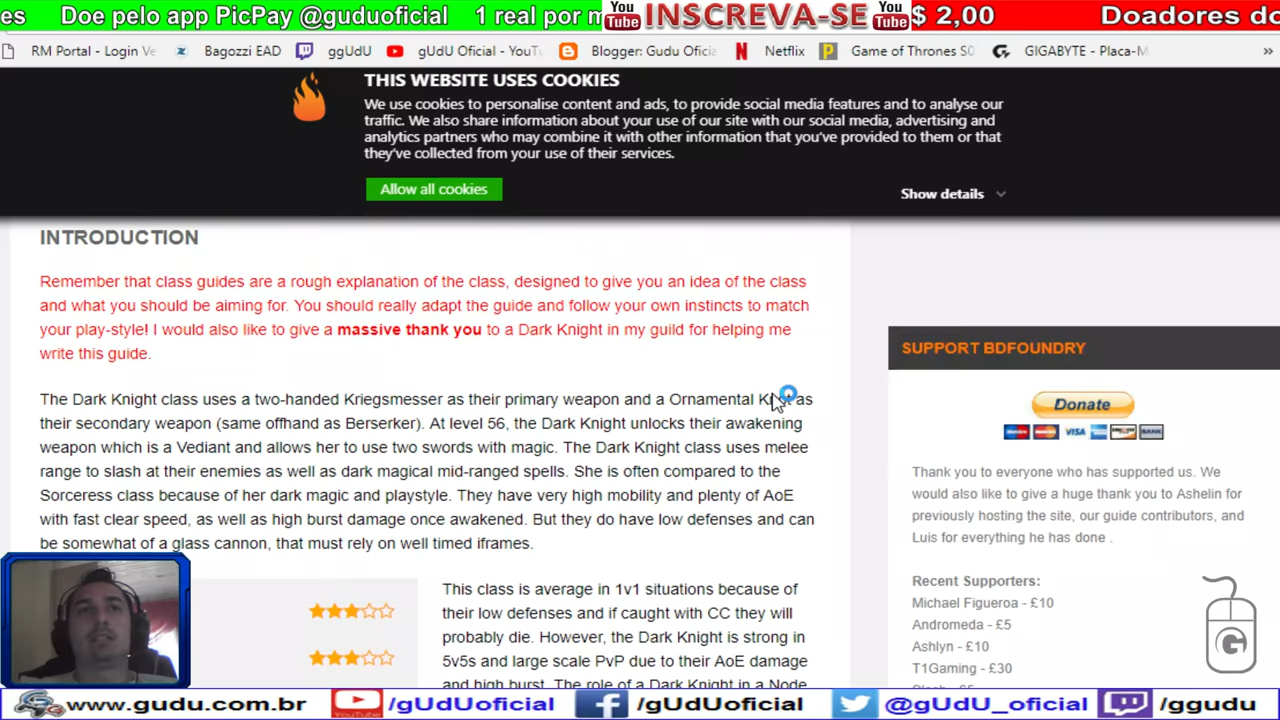 es Doe pelo app PicPay @guduoficial 1 real por m
You Tube INSCREVA-SE You Tube
$ 2,00 Doadores do
RM Portal - Login Ve Bagozzi EAD ggUdU gUdU Oficial - YouT Blogger: Gudu Oficia Netflix Game of Thrones S0 GIGABYTE - Placa-M »
THIS WEBSITE USES COOKIES
We use cookies to personalise content and ads, to provide social media features and to analyse our
traffic. We also share information about your use of our site with our social media, advertising and
analytics partners who may combine it with other information that you've provided to them or that
they've collected from your use of their services.
Allow all cookies
Show details
INTRODUCTION
Remember that class guides are a rough explanation of the class, designed to give you an idea of the class
and what you should be aiming for. You should really adapt the guide and follow your own instincts to match
your play-style! I would also like to give a massive thank you to a Dark Knight in my guild for helping me
write this guide.
The Dark Knight class uses a two-handed Kriegsmesser as their primary weapon and a Ornamental as
their secondary weapon (same offhand as Berserker). At level 56, the Dark Knight unlocks their awakening
weapon which is a Vediant and allows her to use two swords with magic. The Dark Knight class uses melee
range to slash at their enemies as well as dark magical mid-ranged spells. She is often compared to the
Sorceress class because of her dark magic and playstyle. They have very high mobility and plenty of AoE
with fast clear speed, as well as high burst damage once awakened. But they do have low defenses and can
be somewhat of a glass cannon, that must rely on well timed iframes.
This class is average in 1v1 situations because of
their low defenses and if caught with CC they will
probably die. However, the Dark Knight is strong in
5v5s and large scale PvP due to their AoE damage
and high burst. The role of a Dark Knight in a Node
SUPPORT BDFOUNDRY
Donate
VISA
BANK
Thank you to everyone who has supported us. We
would also like to give a huge thank you to Ashelin for
previously hosting the site, our guide contributors, and
Luis for everything he has done .
Recent Supporters:
Michael Figueroa - £10
Andromeda - £5
Ashlyn - £10
T1Gaming - £30
G
www.gudu.com.br YouTube /gUdUoficial /gUdUoficial @gUdU_oficial /ggudu